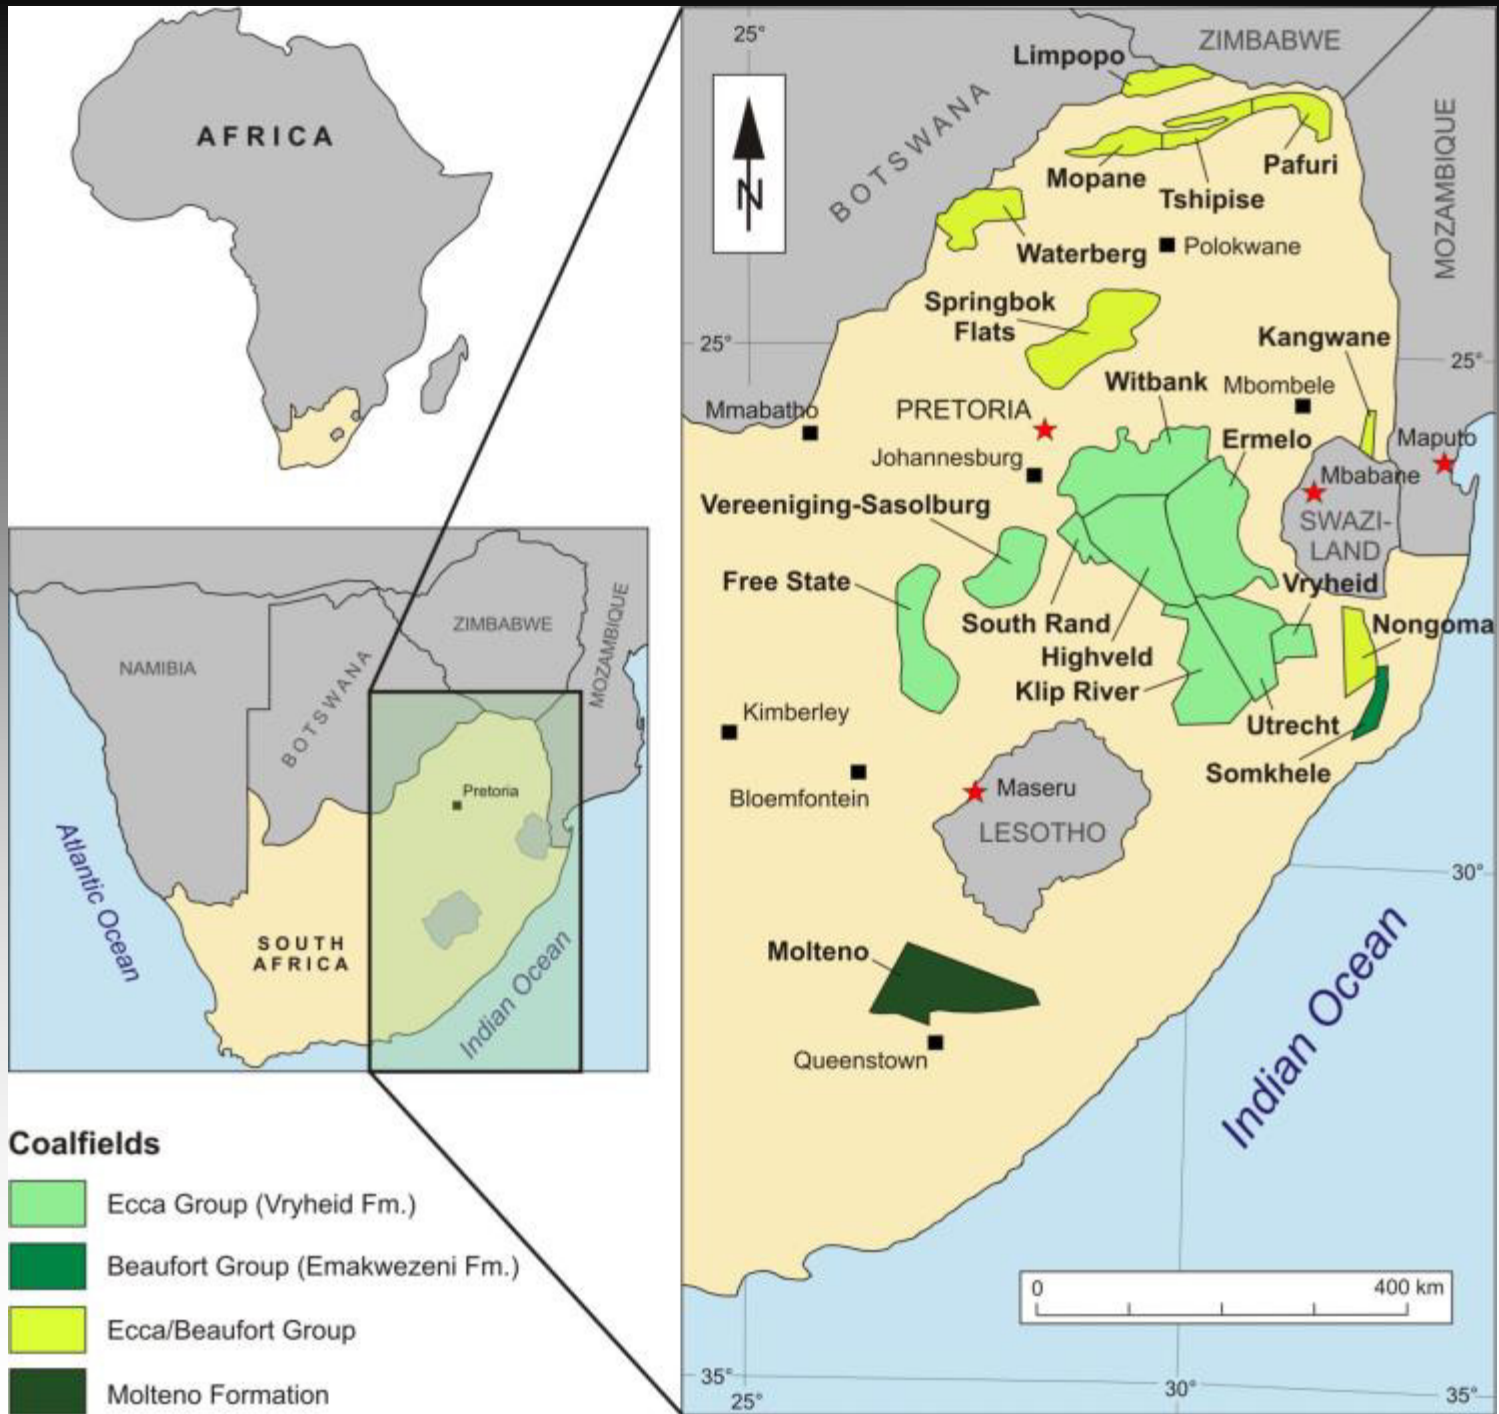 AFRICA
NAMIBIA
BOTSWANA
ZIMBABWE
MOZAMBIQUE
Pretoria
Atlantic Ocean
SOUTH
AFRICA
Indian Ocean
Coalfields
Ecca Group (Vryheid Fm.)
Beaufort Group (Emakwezeni Fm.)
Ecca/Beaufort Group
Molteno Formation
25°
ZIMBABWE
Limpopo
BOTSWANA
MOZAMBIQUE
N
Pafuri
Mopane
Tshipise
Waterberg
Polokwane
Springbok
Flats
Kangwane
25°
25°
Witbank
Mbombele
Mmabatho
PRETORIA
Ermelo
Maputo
Johannesburg
Mbabane
Vereeniging-Sasolburg
SWAZI-
LAND
Free State
Vryheid
South Rand
Nongoma
Highveld
Klip River
Kimberley
Utrecht
Somkhele
Bloemfontein
Maseru
LESOTHO
30°
Molteno
Indian Ocean
Queenstown
0
400 km
35°
25°
30°
35°